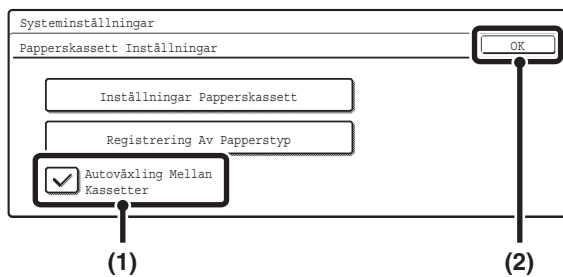 Systeminställningar
Papperskassett Inställningar
OK
Inställningar Papperskassett
Registrering Av Papperstyp
Autoväxling Mellan
Kassetter
(1)
(2)